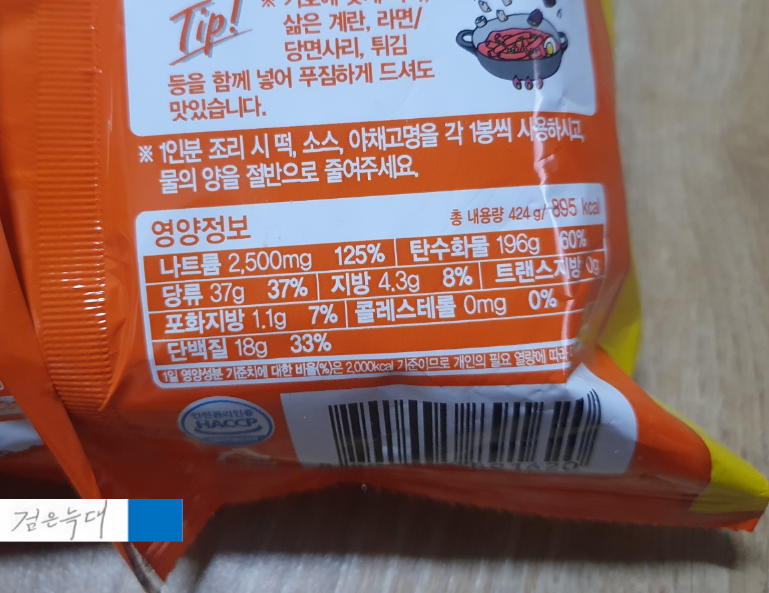 Tip!
삶은 계란, 라면/
당면사리, 튀김
등을 함께 넣어 푸짐하게 드셔도
맛있습니다.
※ 1인분 조리 시 떡, 소스, 야채고명을 각 1봉씩 사용하시고,
물의 양을 절반으로 줄여주세요.
영양정보 총 내용량 424 g/ 895 kcal
나트륨 2,500mg 125% 탄수화물 196g 60%
당류 37g 37% 지방 4.3g 8% 트랜스지방 0g
포화지방 1.1g 7% 콜레스테롤 0mg 0%
단백질 18g 33%
1일 영양성분 기준치에 대한 비율(%)은 2,000kcal 기준이므로 개인의 필요 열량에 따라
안전관리인증
HACCP
검은늑대